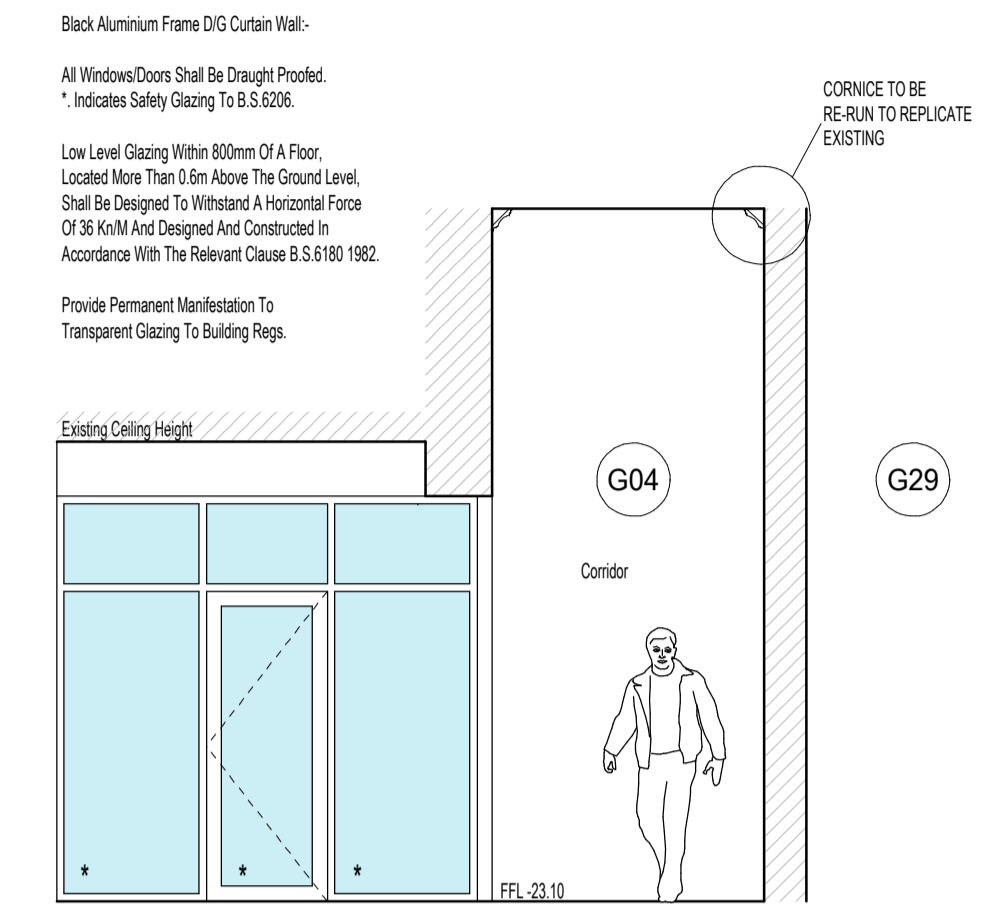 Black Aluminium Frame D/G Curtain Wall:-
All Windows/Doors Shall Be Draught Proofed.
*. Indicates Safety Glazing To B.S.6206.
Low Level Glazing Within 800mm Of A Floor,
Located More Than 0.6m Above The Ground Level,
Shall Be Designed To Withstand A Horizontal Force
Of 36 Kn/M And Designed And Constructed In
Accordance With The Relevant Clause B.S.6180 1982.
Provide Permanent Manifestation To
Transparent Glazing To Building Regs.
CORNICE TO BE
RE-RUN TO REPLICATE
EXISTING
Existing Ceiling Height
G04
G29
Corridor
* * *
FFL -23.10